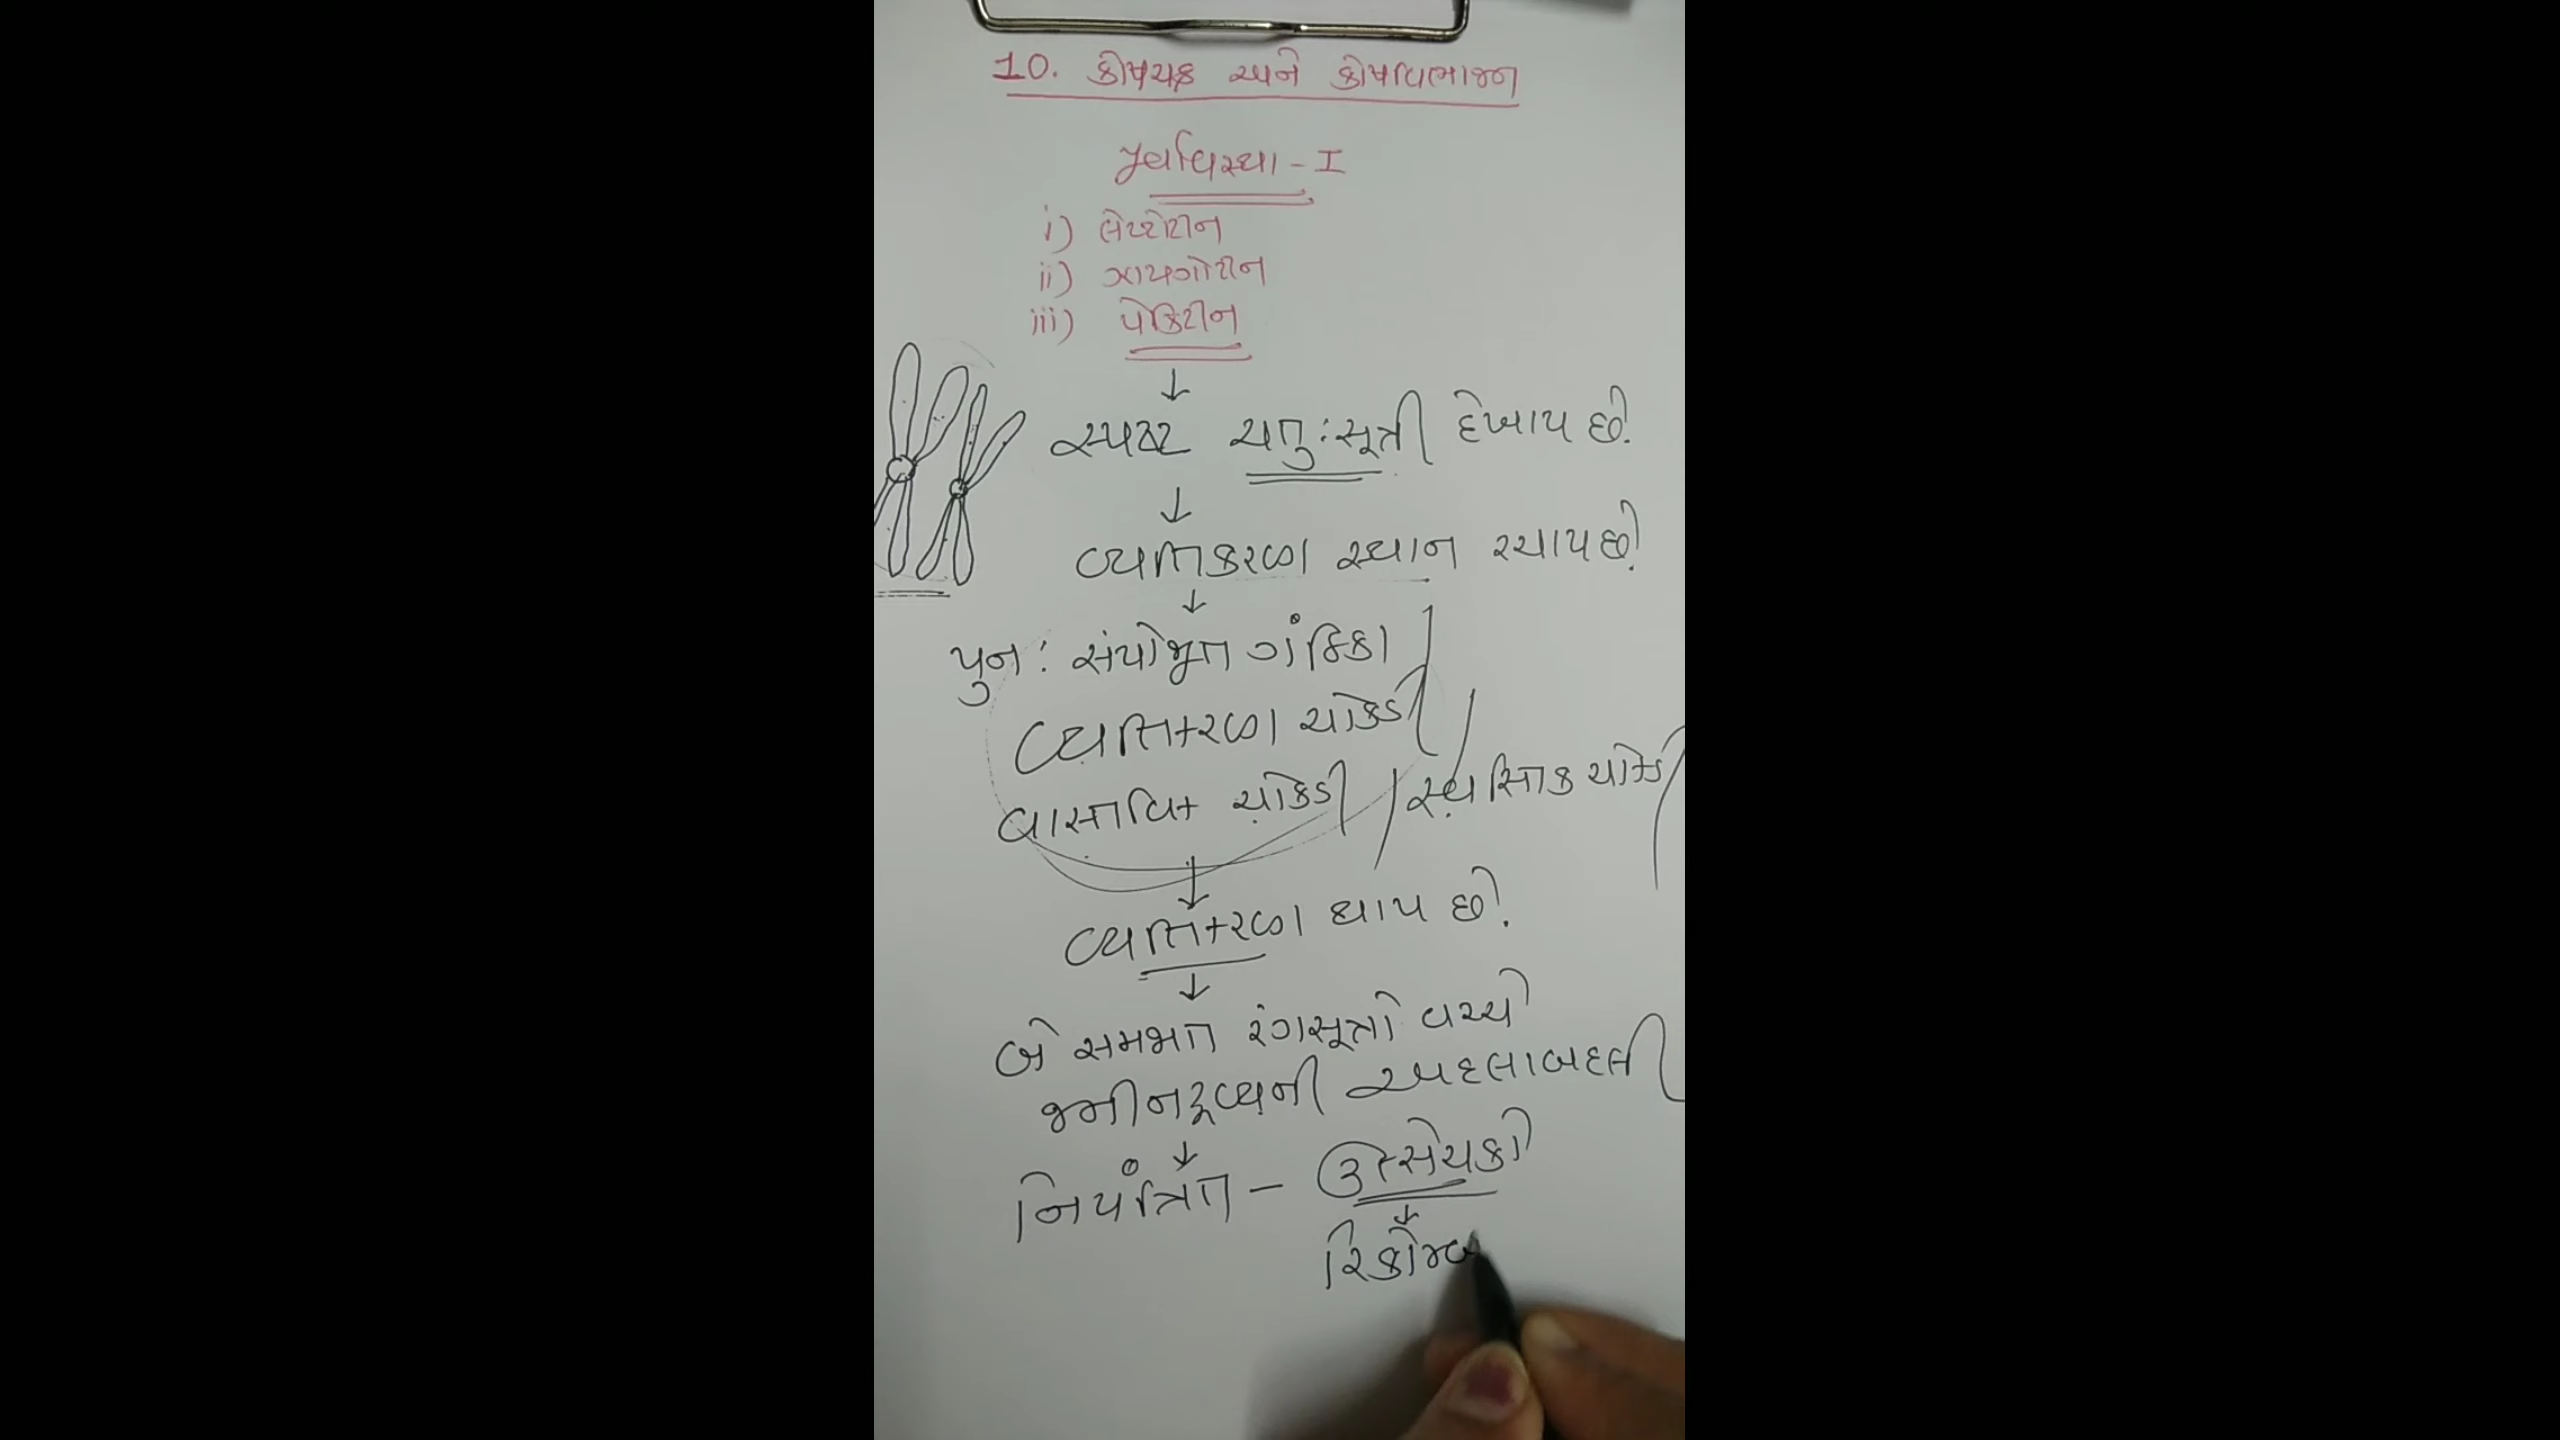 10. કોષચક્ર અને કોષવિભાજન
પૂર્વાવસ્થા - I
i) લેપ્ટોટીન
ii) ઝાયગોટીન
iii) પેકિટીન
↓
સ્પષ્ટ ચતુઃસૂત્રી દેખાય છે.
↓
વ્યતિકરણ સ્થાન રચાય છે.
↓
પુનઃ સંયોજીત ગંઠિકા
વ્યતિકરણ ચોકડી
વાસ્તવિક ચોકડી / સ્વસ્તિક ચોકડી
↓
વ્યતિકરણ થાય છે.
↓
બે સમજાત રંગસૂત્રો વચ્ચે
જનીનદ્રવ્યની અદલાબદલી
↓
નિયંત્રિત - ઉત્સેચકો
↓
રિકોમ્બ